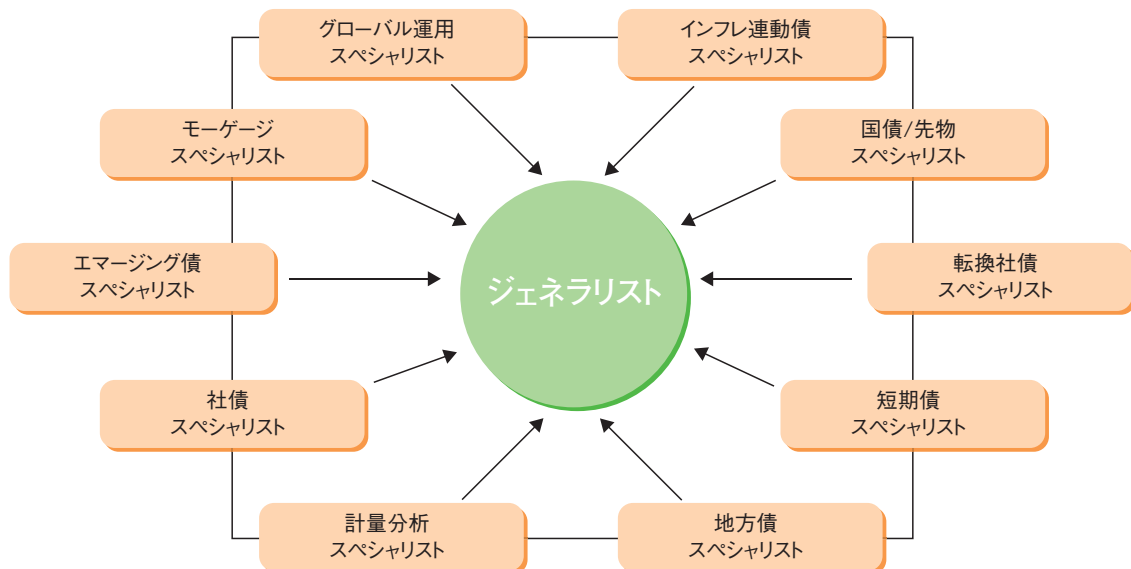 グローバル運用
スペシャリスト
インフレ連動債
スペシャリスト
モーゲージ
スペシャリスト
国債/先物
スペシャリスト
エマージング債
スペシャリスト
ジェネラリスト
転換社債
スペシャリスト
社債
スペシャリスト
短期債
スペシャリスト
計量分析
スペシャリスト
地方債
スペシャリスト